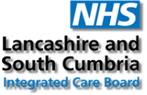 NHS
Lancashire and
South Cumbria
Integrated Care Board